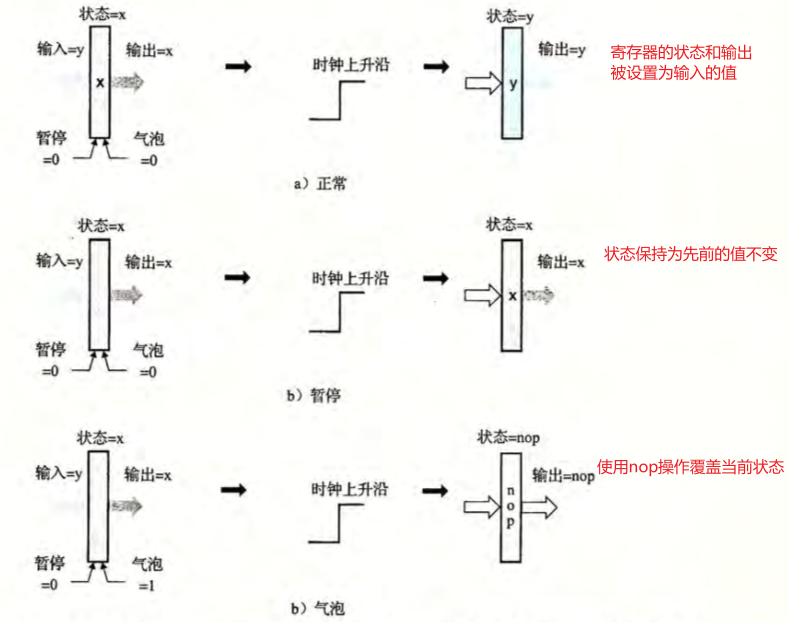 状态=x
输入=y
输出=x
x
暂停
=0
气泡
=0
时钟上升沿
状态=y
输出=y
y
寄存器的状态和输出
被设置为输入的值
a）正常
状态=x
输入=y
输出=x
暂停
=0
气泡
=0
时钟上升沿
状态=x
输出=x
x
状态保持为先前的值不变
b）暂停
状态=x
输入=y
输出=x
暂停
=0
气泡
=1
时钟上升沿
状态=nop
输出=nop
n
o
p
使用nop操作覆盖当前状态
b）气泡